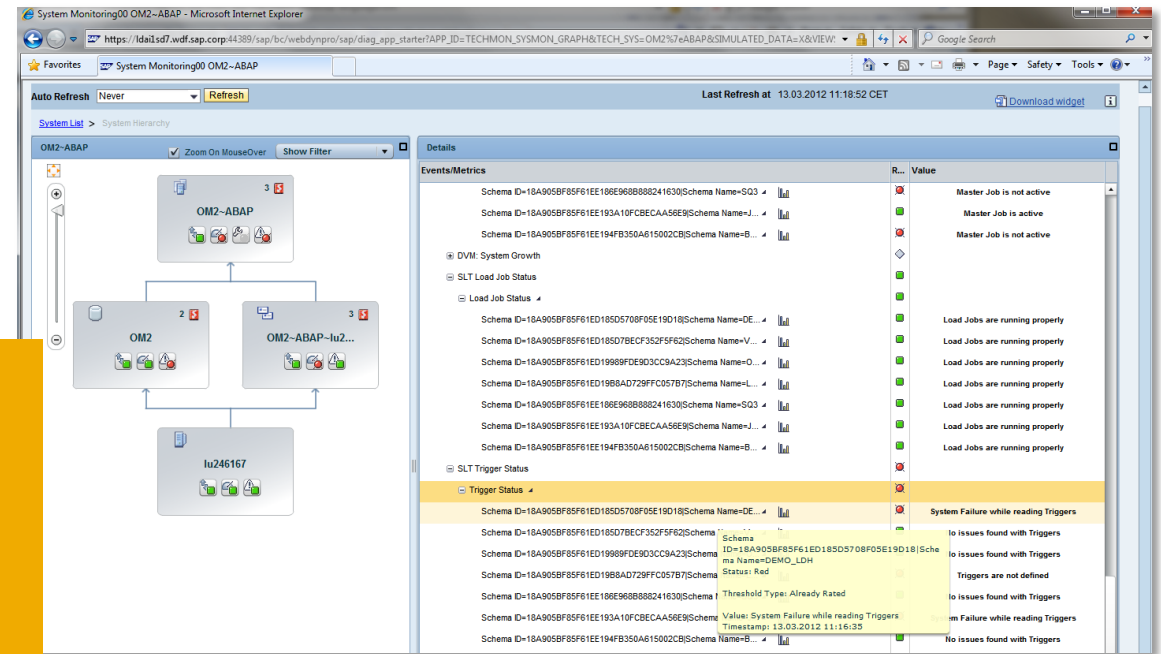 System Monitoring00 OM2~ABAP - Microsoft Internet Explorer
https://ldai1sd7.wdf.sap.corp:44389/sap/bc/webdynpro/sap/diag_app_starter?APP_ID=TECHMON_SYSMON_GRAPH&TECH_SYS=OM2%7eABAP&SIMULATED_DATA=X&VIEW:
Google Search
Favorites
System Monitoring00 OM2~ABAP
Page
Safety
Tools
Auto Refresh Never Refresh
Last Refresh at 13.03.2012 11:18:52 CET
Download widget
System List > System Hierarchy
OM2~ABAP
Zoom On MouseOver
Show Filter
3
OM2~ABAP
2
OM2
3
OM2~ABAP~lu2...
lu246167
Details
Events/Metrics R... Value
Schema ID=18A905BF85F61EE186E968B888241630|Schema Name=SQ3 Master Job is not active
Schema ID=18A905BF85F61EE193A10FCBECAA56E9|Schema Name=J... Master Job is active
Schema ID=18A905BF85F61EE194FB350A615002CB|Schema Name=B... Master Job is not active
DVM: System Growth
SLT Load Job Status
Load Job Status
Schema ID=18A905BF85F61ED185D5708F05E19D18|Schema Name=DE... Load Jobs are running properly
Schema ID=18A905BF85F61ED185D7BECF352F5F62|Schema Name=V... Load Jobs are running properly
Schema ID=18A905BF85F61ED19989FDE9D3CC9A23|Schema Name=O... Load Jobs are running properly
Schema ID=18A905BF85F61ED19B8AD729FFC057B7|Schema Name=L... Load Jobs are running properly
Schema ID=18A905BF85F61EE186E968B888241630|Schema Name=SQ3 Load Jobs are running properly
Schema ID=18A905BF85F61EE193A10FCBECAA56E9|Schema Name=J... Load Jobs are running properly
Schema ID=18A905BF85F61EE194FB350A615002CB|Schema Name=B... Load Jobs are running properly
SLT Trigger Status
Trigger Status
Schema ID=18A905BF85F61ED185D5708F05E19D18|Schema Name=DE... System Failure while reading Triggers
Schema ID=18A905BF85F61ED185D7BECF352F5F62|Schema issues found with Triggers
Schema ID=18A905BF85F61ED19989FDE9D3CC9A23|Schema issues found with Triggers
Schema ID=18A905BF85F61ED19B8AD729FFC057B7|Schema Triggers are not defined
Schema ID=18A905BF85F61EE186E968B888241630|Schema issues found with Triggers
Schema ID=18A905BF85F61EE193A10FCBECAA56E9|Schema Failure while reading Triggers
Schema ID=18A905BF85F61EE194FB350A615002CB|Schema Name=B... No issues found with Triggers
Schema
ID=18A905BF85F61ED185D5708F05E19D18|Sche
ma Name=DEMO_LDH
Status: Red
Threshold Type: Already Rated
Value: System Failure while reading Triggers
Timestamp: 13.03.2012 11:16:35